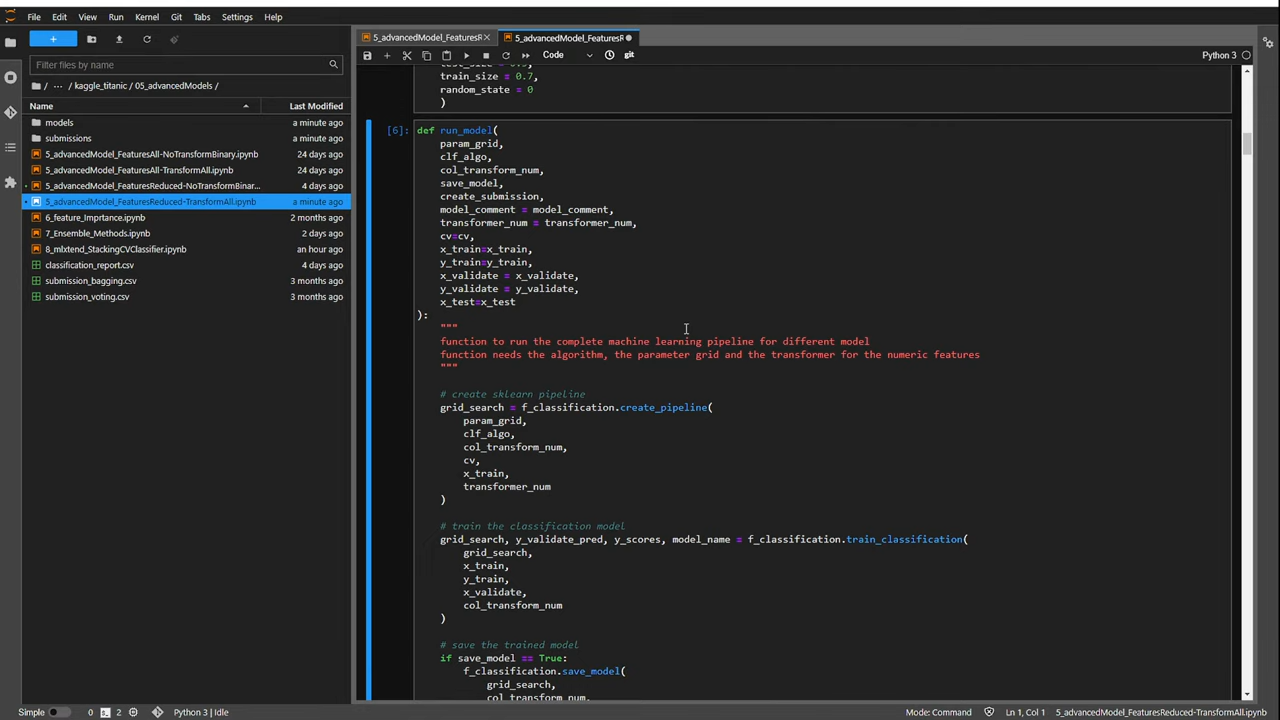 File Edit View Run Kernel Git Tabs Settings Help
5_advancedModel_FeaturesR
5_advancedModel_FeaturesR
Filter files by name
Code
git
Python 3
/ ... / kaggle_titanic / 05_advancedModels /
Name Last Modified
models a minute ago
submissions a minute ago
5_advancedModel_FeaturesAll-NoTransformBinary.ipynb 24 days ago
5_advancedModel_FeaturesAll-TransformAll.ipynb 24 days ago
5_advancedModel_FeaturesReduced-NoTransformBinar... 4 days ago
5_advancedModel_FeaturesReduced-TransformAll.ipynb a minute ago
6_feature_Imprtance.ipynb 2 months ago
7_Ensemble_Methods.ipynb 2 days ago
8_mlxtend_StackingCVClassifier.ipynb an hour ago
classification_report.csv 4 days ago
submission_bagging.csv 3 months ago
submission_voting.csv 3 months ago
train_size = 0.7,
random_state = 0
)
[6]: def run_model(
param_grid,
clf_algo,
col_transform_num,
save_model,
create_submission,
model_comment = model_comment,
transformer_num = transformer_num,
cv=cv,
x_train=x_train,
y_train=y_train,
x_validate = x_validate,
y_validate = y_validate,
x_test=x_test
):
"""
function to run the complete machine learning pipeline for different model
function needs the algorithm, the parameter grid and the transformer for the numeric features
"""
# create sklearn pipeline
grid_search = f_classification.create_pipeline(
param_grid,
clf_algo,
col_transform_num,
cv,
x_train,
transformer_num
)
# train the classification model
grid_search, y_validate_pred, y_scores, model_name = f_classification.train_classification(
grid_search,
x_train,
y_train,
x_validate,
col_transform_num
)
# save the trained model
if save_model == True:
f_classification.save_model(
grid_search,
col_transform_num,
Simple 0 2 Python 3 | Idle Mode: Command Ln 1, Col 1 5_advancedModel_FeaturesReduced-TransformAll.ipynb